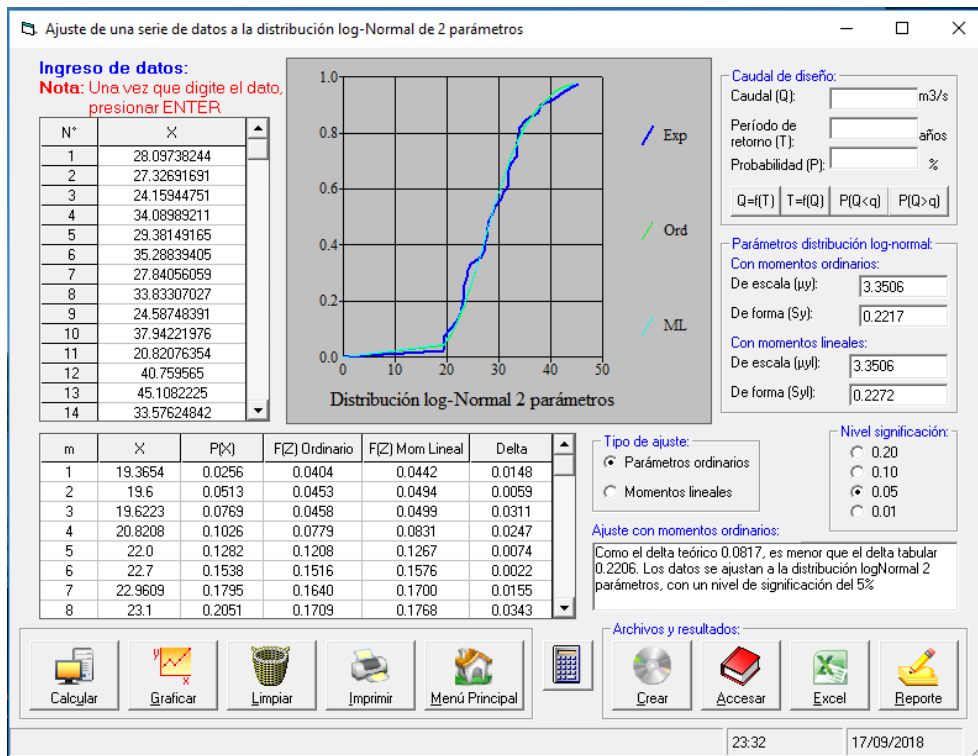 Ajuste de una serie de datos a la distribución log-Normal de 2 parámetros
Ingreso de datos:
Nota: Una vez que digite el dato,
presionar ENTER
N° X
1 28.09738244
2 27.32691691
3 24.15944751
4 34.08989211
5 29.38149165
6 35.28839405
7 27.84056059
8 33.83307027
9 24.58748391
10 37.94221976
11 20.82076354
12 40.759565
13 45.1082225
14 33.57624842
1.0
0.8
0.6
0.4
0.2
0.0
0 10 20 30 40 50
Exp
Ord
ML
Distribución log-Normal 2 parámetros
Caudal de diseño:
Caudal (Q): m3/s
Período de
retorno (T): años
Probabilidad (P): %
Q=f(T) T=f(Q) P(Q<q) P(Q>q)
Parámetros distribución log-normal:
Con momentos ordinarios:
De escala (µy): 3.3506
De forma (Sy): 0.2217
Con momentos lineales:
De escala (µyl): 3.3506
De forma (Syl): 0.2272
m X P(X) F(Z) Ordinario F(Z) Mom Lineal Delta
1 19.3654 0.0256 0.0404 0.0442 0.0148
2 19.6 0.0513 0.0453 0.0494 0.0059
3 19.6223 0.0769 0.0458 0.0499 0.0311
4 20.8208 0.1026 0.0779 0.0831 0.0247
5 22.0 0.1282 0.1208 0.1267 0.0074
6 22.7 0.1538 0.1516 0.1576 0.0022
7 22.9609 0.1795 0.1640 0.1700 0.0155
8 23.1 0.2051 0.1709 0.1768 0.0343
Tipo de ajuste:
Parámetros ordinarios
Momentos lineales
Nivel significación:
0.20
0.10
0.05
0.01
Ajuste con momentos ordinarios:
Como el delta teórico 0.0817, es menor que el delta tabular
0.2206. Los datos se ajustan a la distribución logNormal 2
parámetros, con un nivel de significación del 5%
Calcular Graficar Limpiar Imprimir Menú Principal
Archivos y resultados:
Crear Accesar Excel Reporte
23:32 17/09/2018